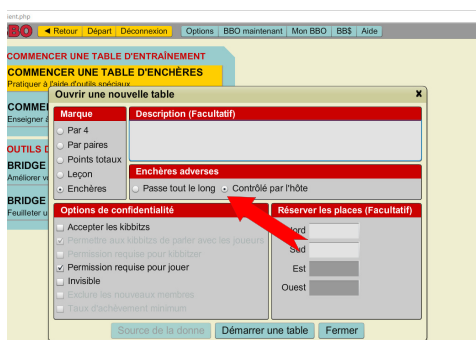 ient.php
BBO ◄ Retour Départ Déconnexion Options BBO maintenant Mon BBO BB$ Aide
COMMENCER UNE TABLE D'ENTRAÎNEMENT
COMMENCER UNE TABLE D'ENCHÈRES
Pratiquer à l'aide d'outils spéciaux
COMME
Enseigner à
OUTILS D
BRIDGE
Améliorer v
BRIDGE
Feuilleter u
Ouvrir une nouvelle table x
Marque
Par 4
Par paires
Points totaux
Leçon
Enchères
Description (Facultatif)
Enchères adverses
Passe tout le long Contrôlé par l'hôte
Options de confidentialité
Accepter les kibbitzs
Permettre aux kibbitz de parler avec les joueurs
Permission requise pour kibbitzer
Permission requise pour jouer
Invisible
Exclure les nouveaux membres
Taux d'achèvement minimum
Réserver les places (Facultatif)
Nord
Sud
Est
Ouest
Source de la donne Démarrer une table Fermer